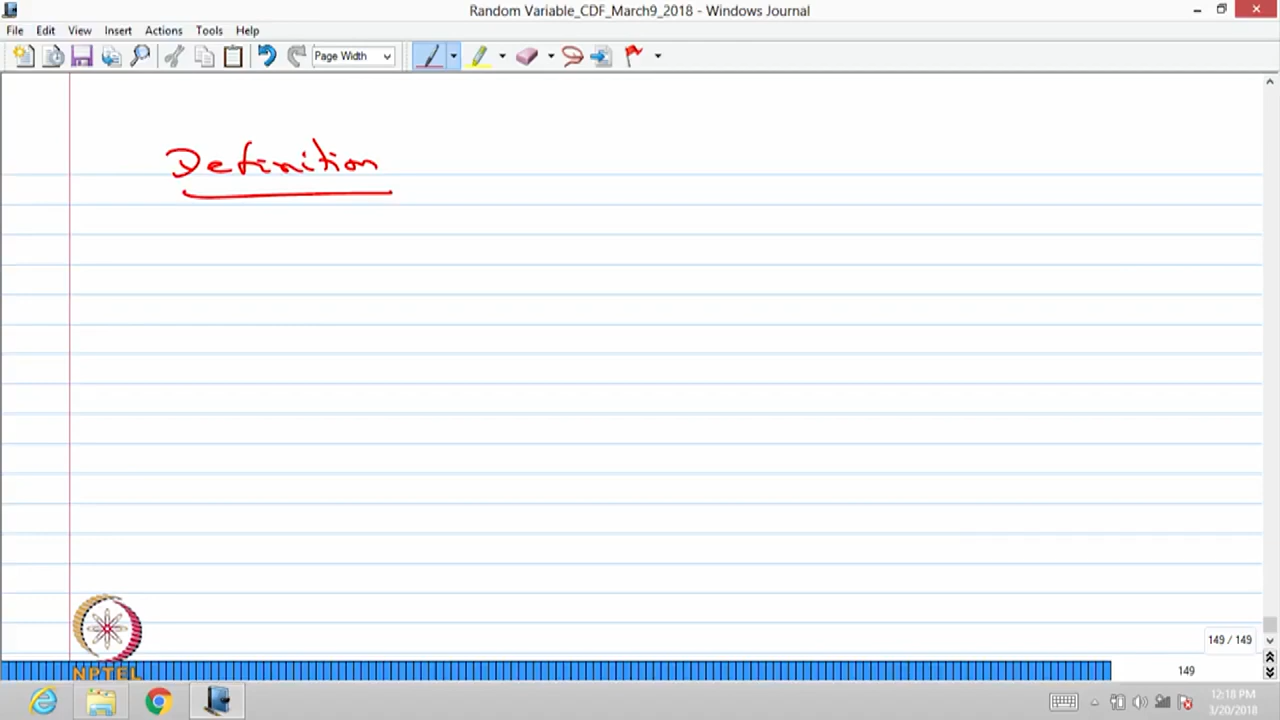 Random Variable_CDF_March9_2018 - Windows Journal
File Edit View Insert Actions Tools Help
Page Width
Definition
149 / 149
NPTEL
149
12:18 PM
3/20/2018